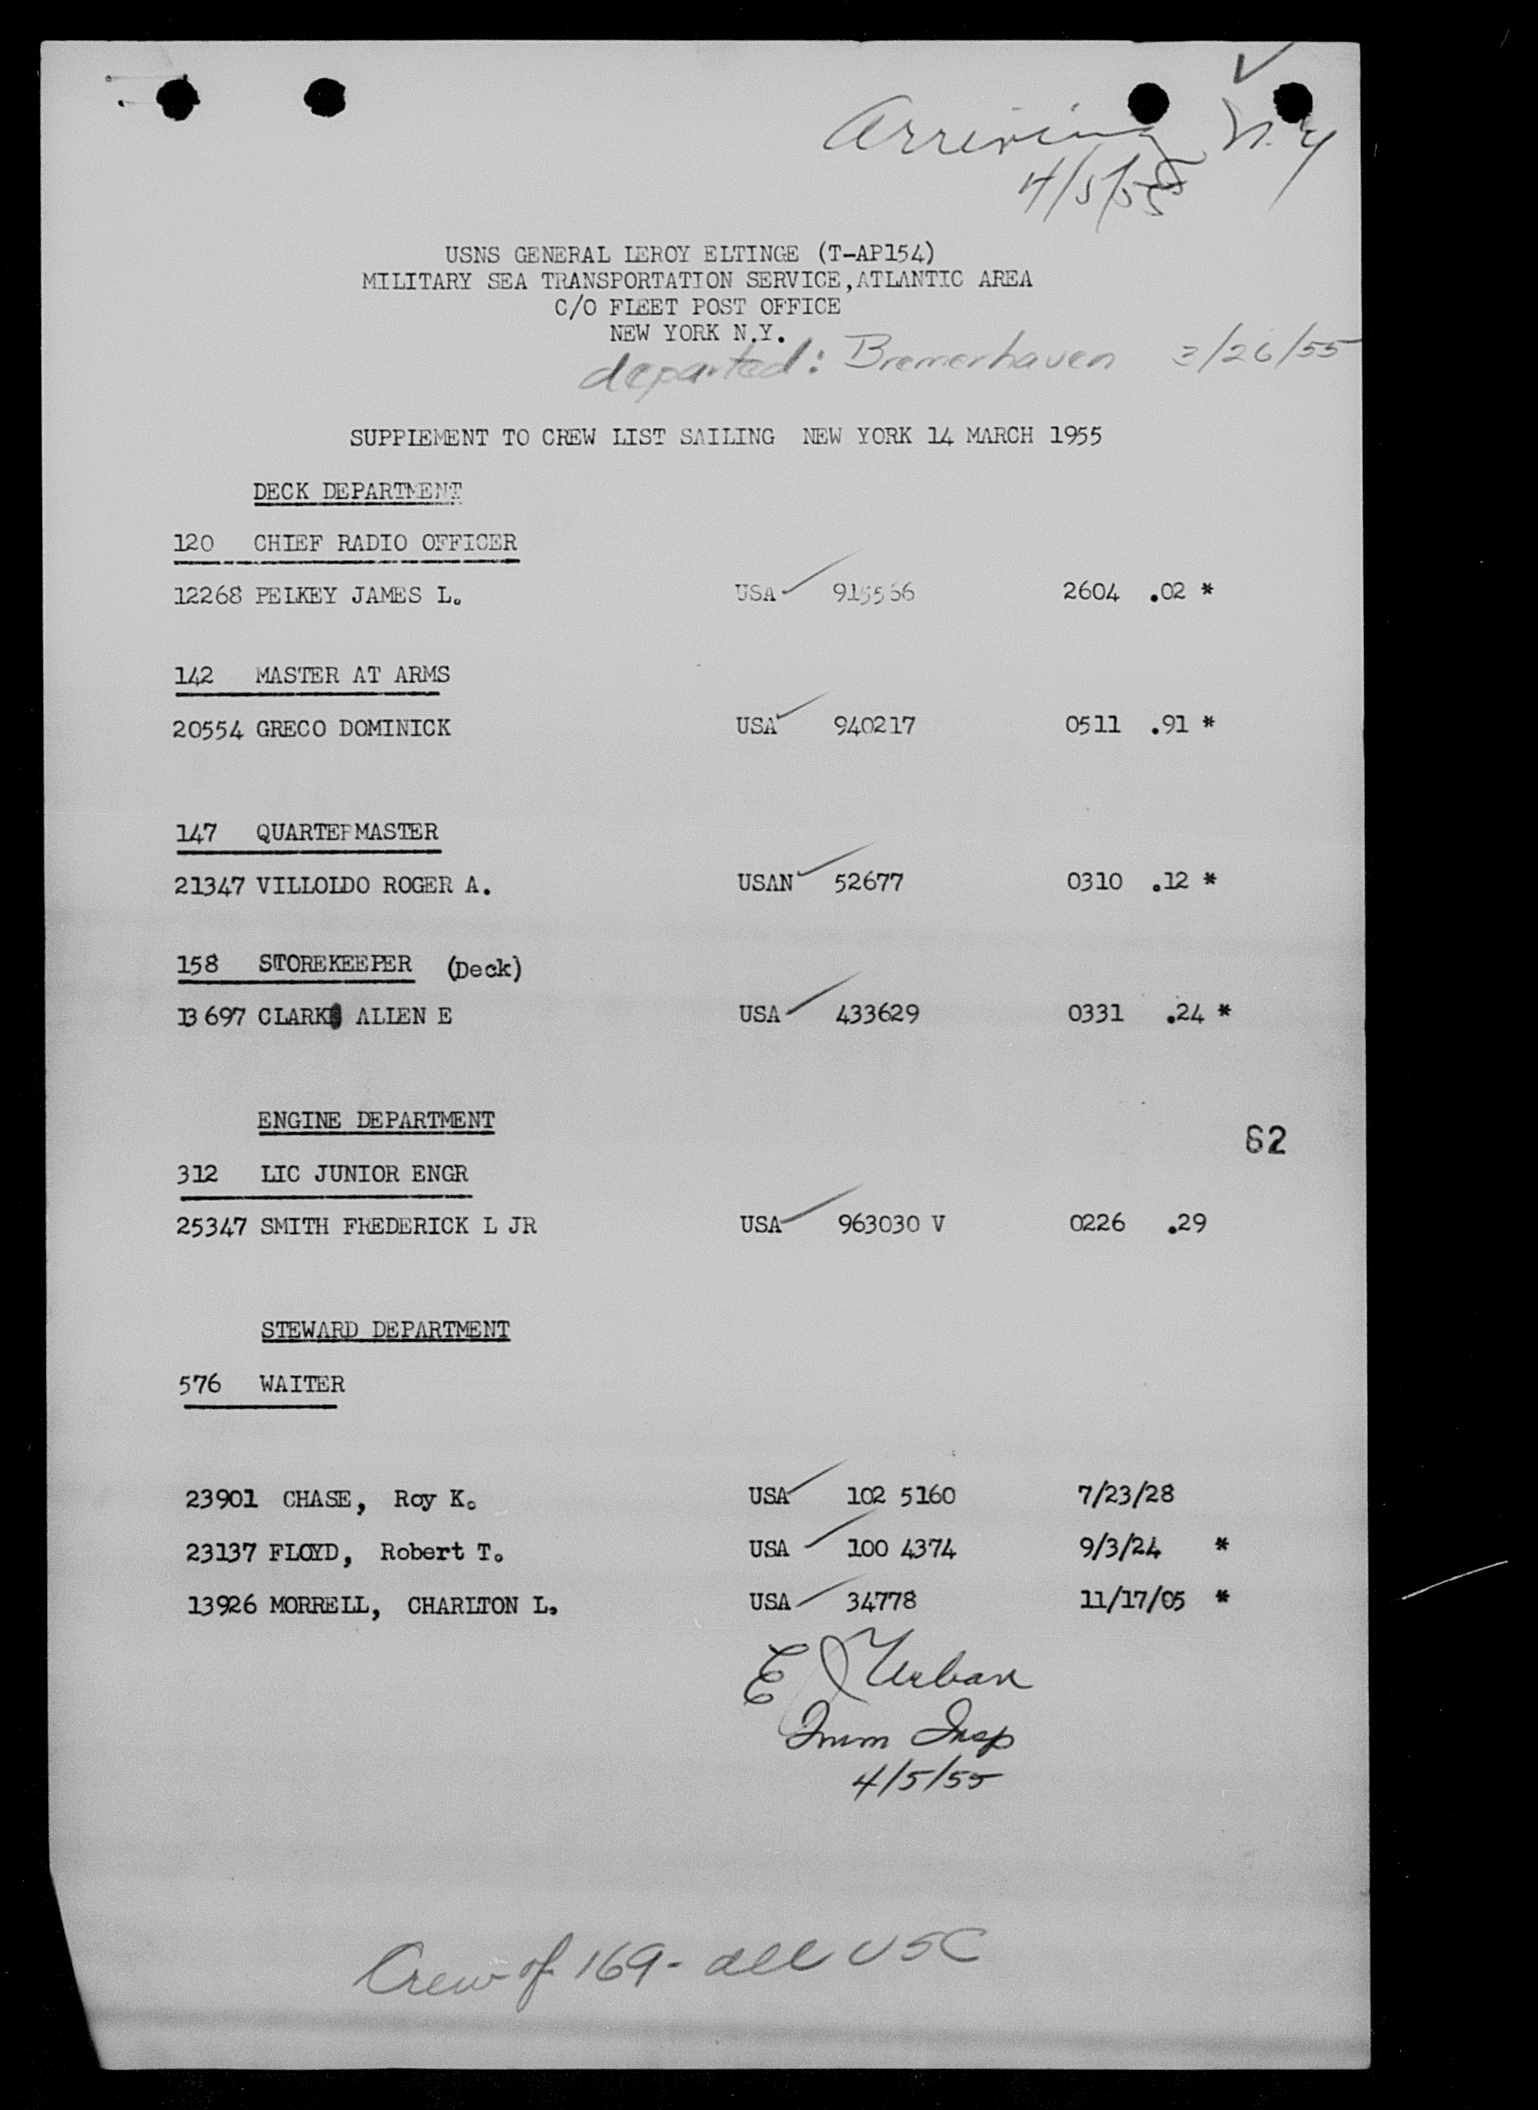 Arriving N.Y
4/5/55
USNS GENERAL LEROY ELTINGE (T-AP154)
MILITARY SEA TRANSPORTATION SERVICE,ATLANTIC AREA
C/O FLEET POST OFFICE
NEW YORK N.Y.
departed: Bremerhaven 3/26/55
SUPPLEMENT TO CREW LIST SAILING NEW YORK 14 MARCH 1955
DECK DEPARTMENT
120 CHIEF RADIO OFFICER
12268 PELKEY JAMES L. USA 915566 2604 .02 *
142 MASTER AT ARMS
20554 GRECO DOMINICK USA 940217 0511 .91 *
147 QUARTERMASTER
21347 VILLOLDO ROGER A. USAN 52677 0310 .12 *
158 STOREKEEPER (Deck)
13697 CLARK ALLEN E USA 433629 0331 .24 *
ENGINE DEPARTMENT
62
312 LIC JUNIOR ENGR
25347 SMITH FREDERICK L JR USA 963030 V 0226 .29
STEWARD DEPARTMENT
576 WAITER
23901 CHASE, Roy K. USA 102 5160 7/23/28
23137 FLOYD, Robert T. USA 100 4374 9/3/24 *
13926 MORRELL, CHARLTON L. USA 34778 11/17/05 *
E J Urban
Imm Insp
4/5/55
Crew of 169 - all USC